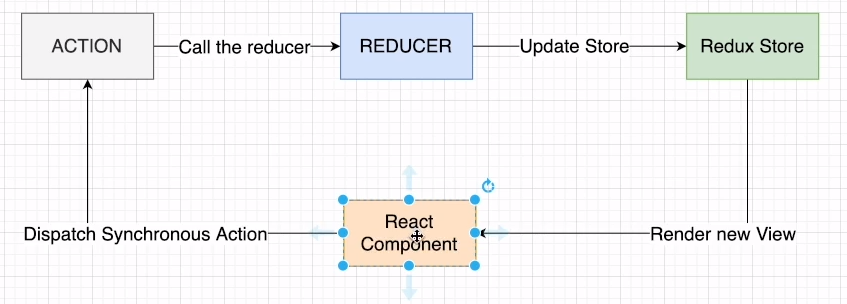 ACTION
Call the reducer
REDUCER
Update Store
Redux Store
React
Component
Dispatch Synchronous Action
Render new View